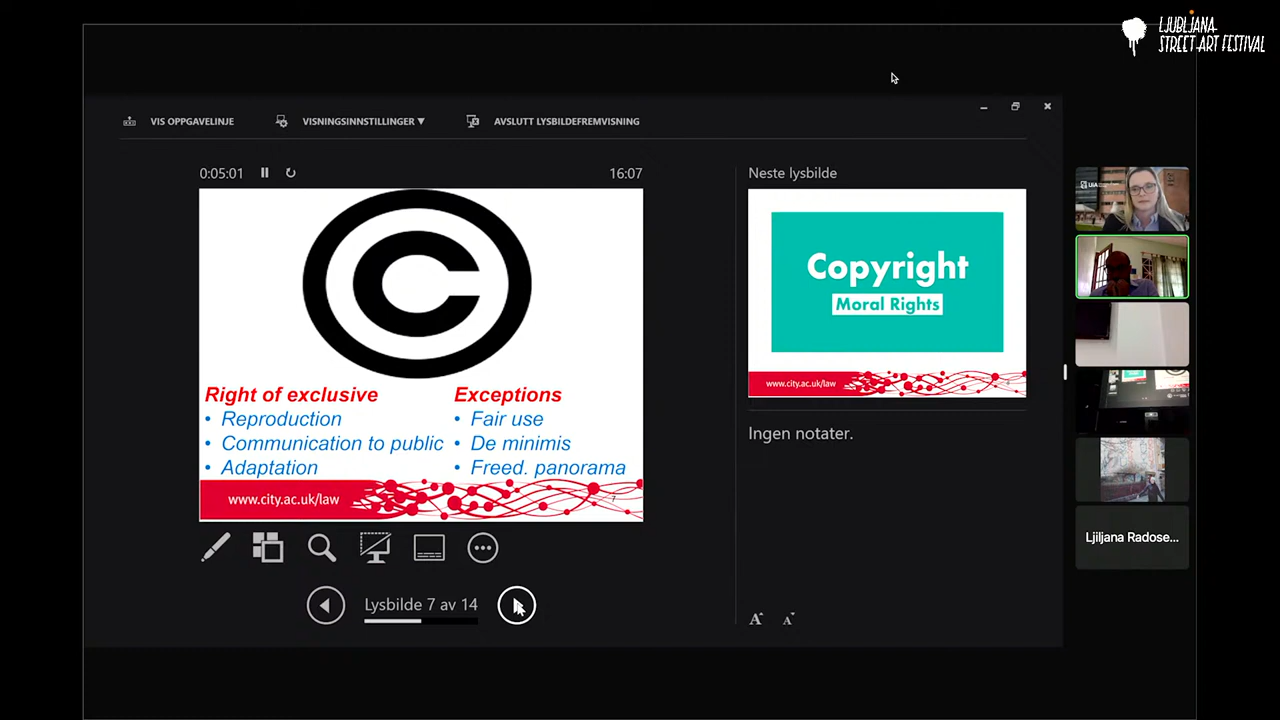 LJUBLJANA
STREET ART FESTIVAL
VIS OPPGAVELINJE
VISNINGSINNSTILLINGER
AVSLUTT LYSBILDEFREMVISNING
0:05:01
16:07
Right of exclusive
• Reproduction
• Communication to public
• Adaptation
Exceptions
• Fair use
• De minimis
• Freed. panorama
www.city.ac.uk/law
7
Lysbilde 7 av 14
Neste lysbilde
Copyright
Moral Rights
www.city.ac.uk/law
Ingen notater.
A A
UiA
Ljiljana Radose...